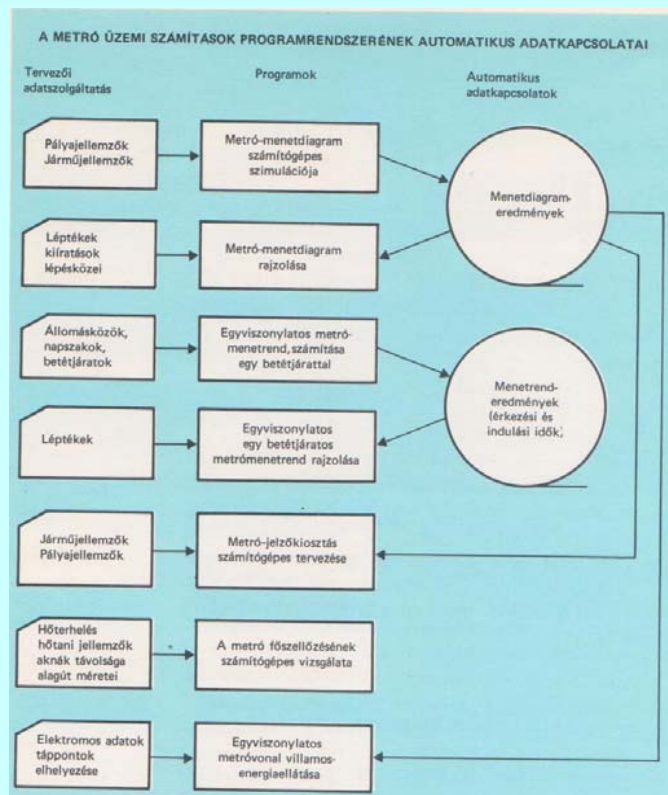 A METRÓ ÜZEMI SZÁMÍTÁSOK PROGRAMRENDSZERÉNEK AUTOMATIKUS ADATKAPCSOLATAI
Tervezői
adatszolgáltatás
Programok
Automatikus
adatkapcsolatok
Pályajellemzők
Járműjellemzők
Metró-menetdiagram
számítógépes
szimulációja
Menetdiagram-
eredmények
Léptékek
kiíratások
lépésközei
Metró-menetdiagram
rajzolása
Állomásközök,
napszakok,
betétjáratok
Egyviszonylatos metró-
menetrend, számítása
egy betétjárattal
Menetrend-
eredmények
(érkezési és
indulási idők,
Léptékek
Egyviszonylatos
egy betétjáratos
metrómenetrend rajzolása
Járműjellemzők
Pályajellemzők
Metró-jelzőkiosztás
számítógépes tervezése
Hőterhelés
hőtani jellemzők
aknák távolsága
alagút méretei
A metró főszellőzésének
számítógépes vizsgálata
Elektromos adatok
táppontok
elhelyezése
Egyviszonylatos
metróvonal villamos-
energiaellátása